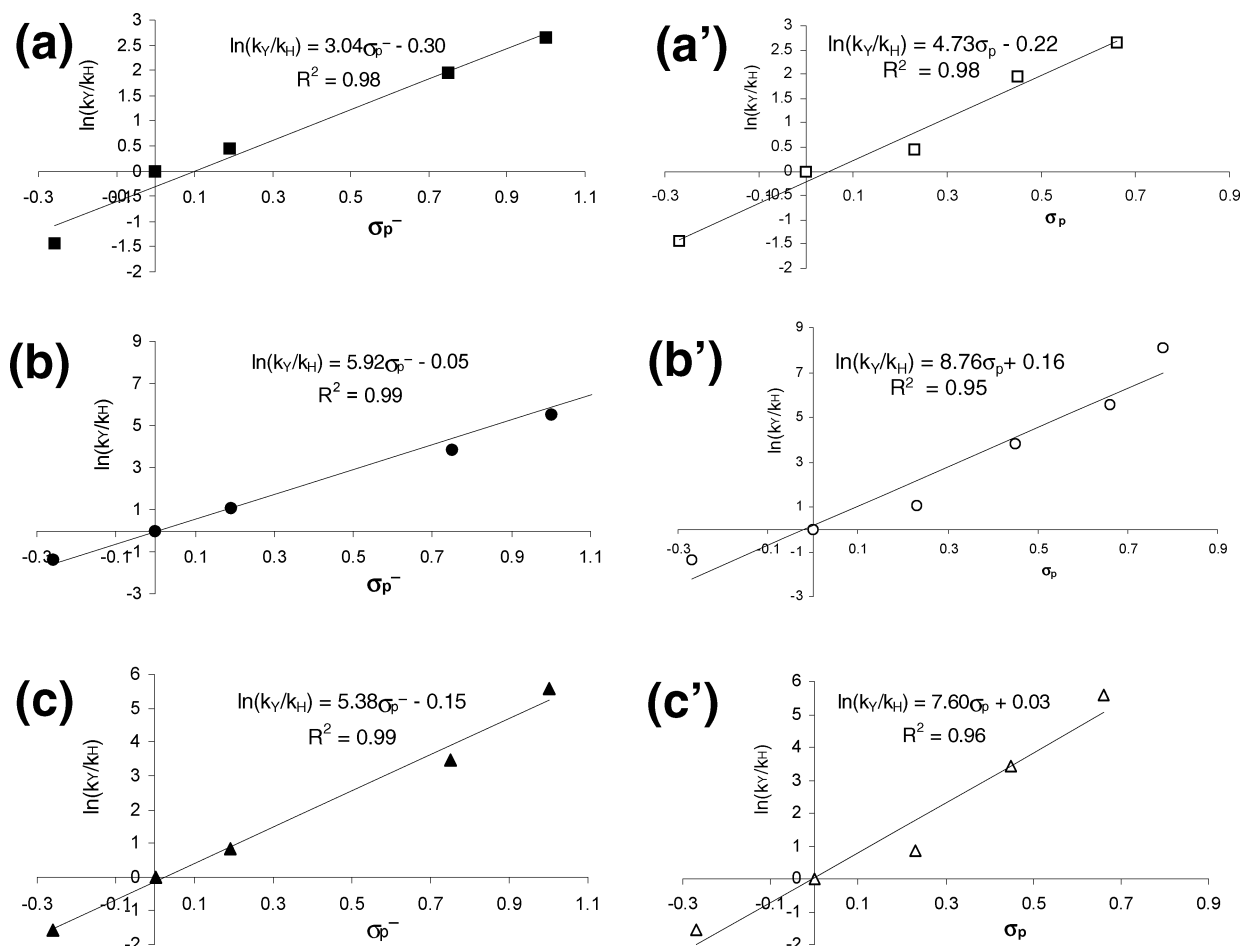 (a)
ln(kY/kH) = 3.04σp⁻ - 0.30
R² = 0.98
ln(kY/kH)
3
2.5
2
1.5
1
0.5
0
-0.5
-1
-1.5
-2
-0.3 -0.1 0.1 0.3 0.5 0.7 0.9 1.1
σp⁻
(a’)
ln(kY/kH) = 4.73σp - 0.22
R² = 0.98
ln(kY/kH)
3
2.5
2
1.5
1
0.5
0
-0.5
-1
-1.5
-2
-0.3 -0.1 0.1 0.3 0.5 0.7 0.9
σp
(b)
ln(kY/kH) = 5.92σp⁻ - 0.05
R² = 0.99
ln(kY/kH)
9
7
5
3
1
-1
-3
-0.3 -0.1 0.1 0.3 0.5 0.7 0.9 1.1
σp⁻
(b’)
ln(kY/kH) = 8.76σp+ 0.16
R² = 0.95
ln(kY/kH)
9
7
5
3
1
-1
-3
-0.3 -0.1 0.1 0.3 0.5 0.7 0.9
σp
(c)
ln(kY/kH) = 5.38σp⁻ - 0.15
R² = 0.99
ln(kY/kH)
6
5
4
3
2
1
0
-1
-2
-0.3 -0.1 0.1 0.3 0.5 0.7 0.9 1.1
σp⁻
(c’)
ln(kY/kH) = 7.60σp + 0.03
R² = 0.96
ln(kY/kH)
6
5
4
3
2
1
0
-1
-2
-0.3 -0.1 0.1 0.3 0.5 0.7 0.9
σp